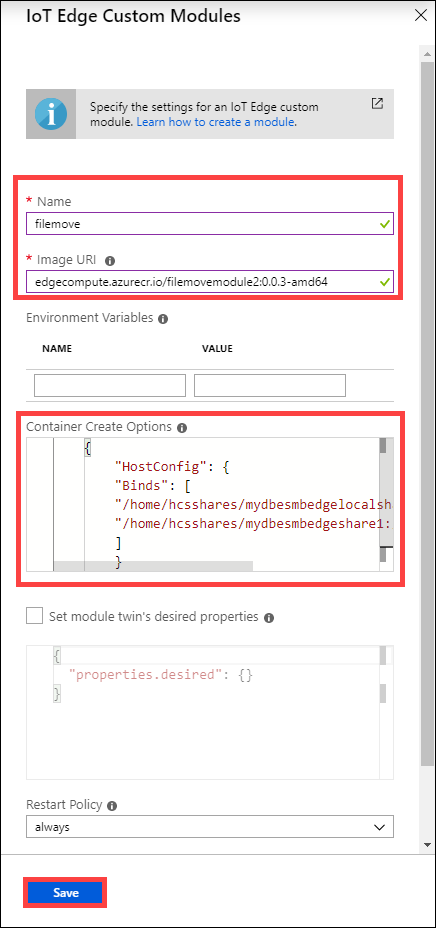 IoT Edge Custom Modules
Specify the settings for an IoT Edge custom
module. Learn how to create a module.
* Name
filemove
* Image URI
edgecompute.azurecr.io/filemovemodule2:0.0.3-amd64
Environment Variables
NAME VALUE
Container Create Options
{
"HostConfig": {
"Binds": [
"/home/hcsshares/mydbesmbedgelocalsha
"/home/hcsshares/mydbesmbedgeshare1:
]
}
Set module twin's desired properties
{
"properties.desired": {}
}
Restart Policy
always
Save